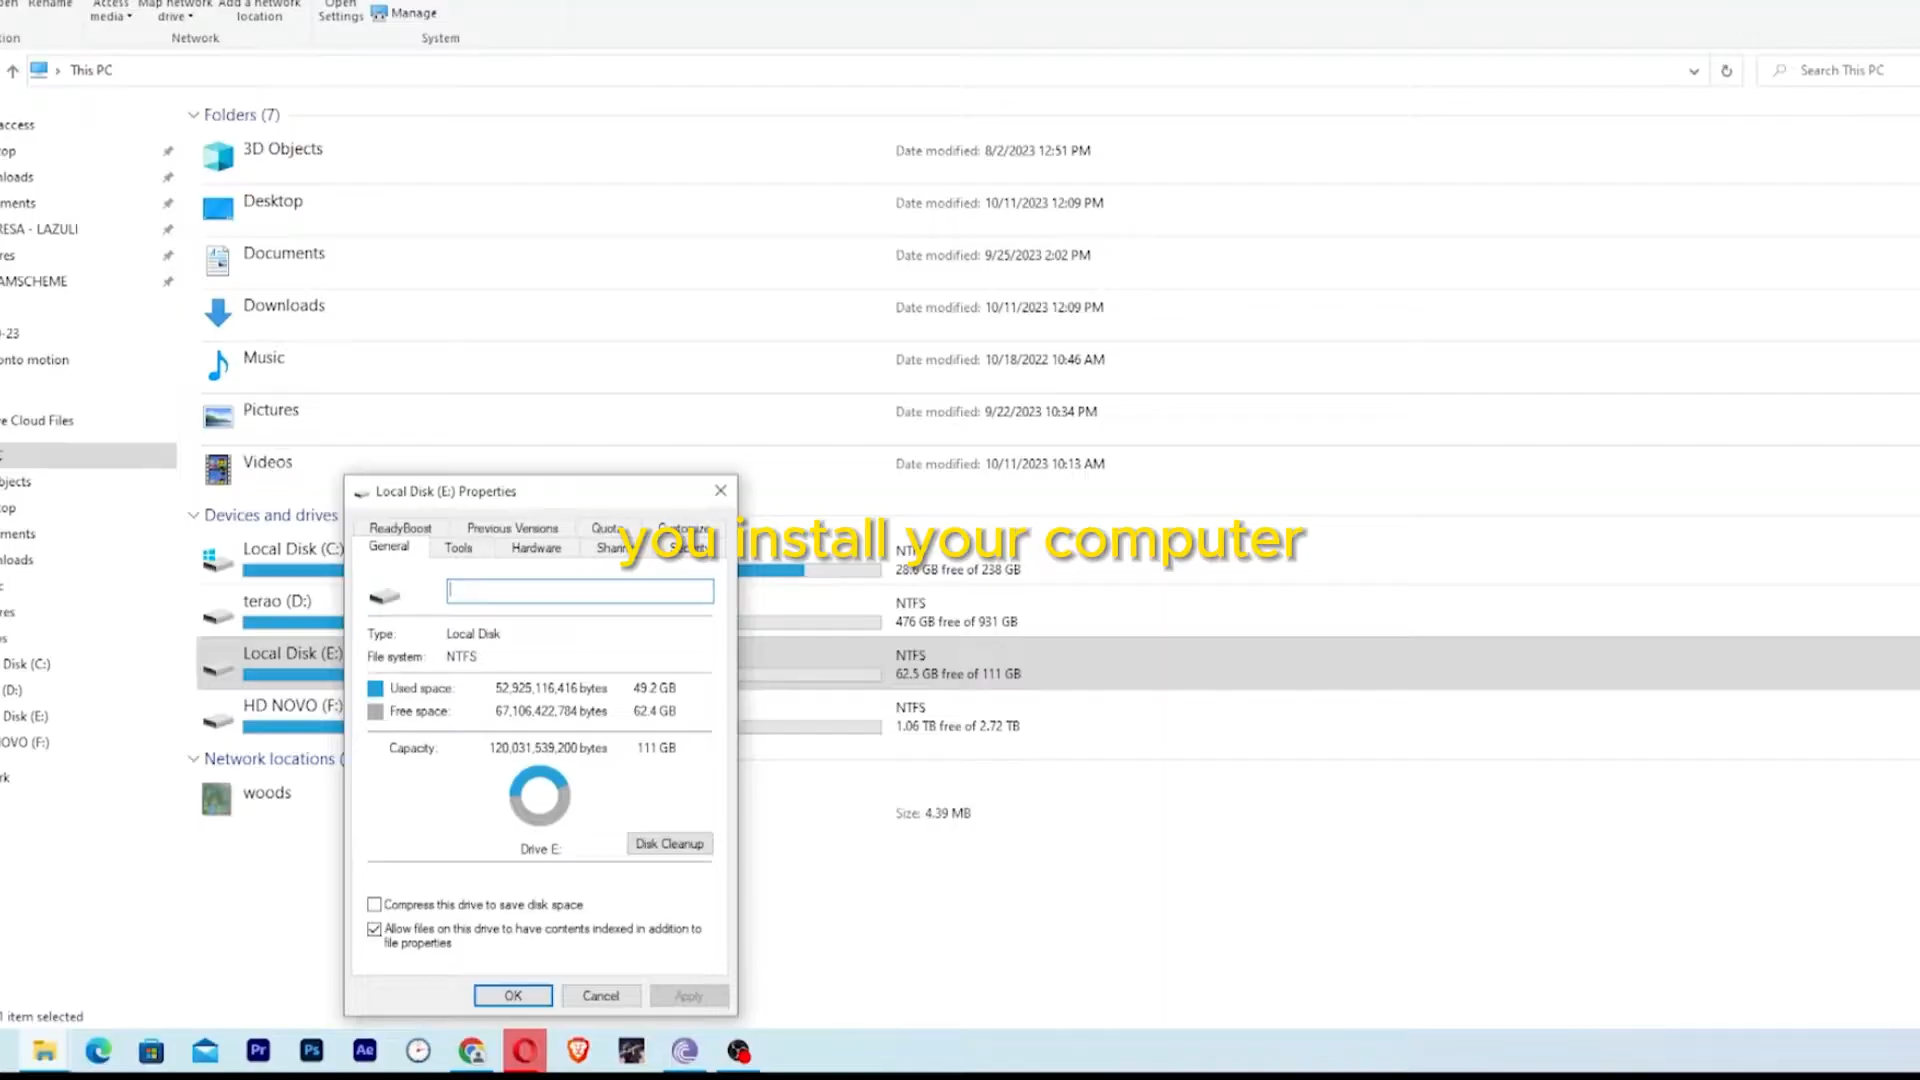 Rename
Access
media
Map network
drive
Add a network
location
Open
Settings
Manage
Network
System
This PC
Search This PC
Folders (7)
3D Objects
Date modified: 8/2/2023 12:51 PM
Desktop
Date modified: 10/11/2023 12:09 PM
Documents
Date modified: 9/25/2023 2:02 PM
Downloads
Date modified: 10/11/2023 12:09 PM
Music
Date modified: 10/18/2022 10:46 AM
Pictures
Date modified: 9/22/2023 10:34 PM
Videos
Date modified: 10/11/2023 10:13 AM
access
op
nloads
ments
RESA - LAZULI
res
AMSCHEME
-23
onto motion
e Cloud Files
bjects
op
ments
nloads
res
Disk (C:)
(D:)
Disk (E:)
OVO (F:)
rk
Devices and drives
Local Disk (C:)
28.6 GB free of 238 GB
terao (D:)
NTFS
476 GB free of 931 GB
Local Disk (E:)
NTFS
62.5 GB free of 111 GB
HD NOVO (F:)
NTFS
1.06 TB free of 2.72 TB
Network locations (
woods
Size: 4.39 MB
Local Disk (E:) Properties
ReadyBoost
Previous Versions
Quota
Customize
General
Tools
Hardware
Sharing
Security
you install your computer
Type: Local Disk
File system: NTFS
Used space: 52,925,116,416 bytes 49.2 GB
Free space: 67,106,422,784 bytes 62.4 GB
Capacity: 120,031,539,200 bytes 111 GB
Drive E:
Disk Cleanup
Compress this drive to save disk space
Allow files on this drive to have contents indexed in addition to
file properties
OK
Cancel
Apply
1 item selected
Pr
Ps
Ae